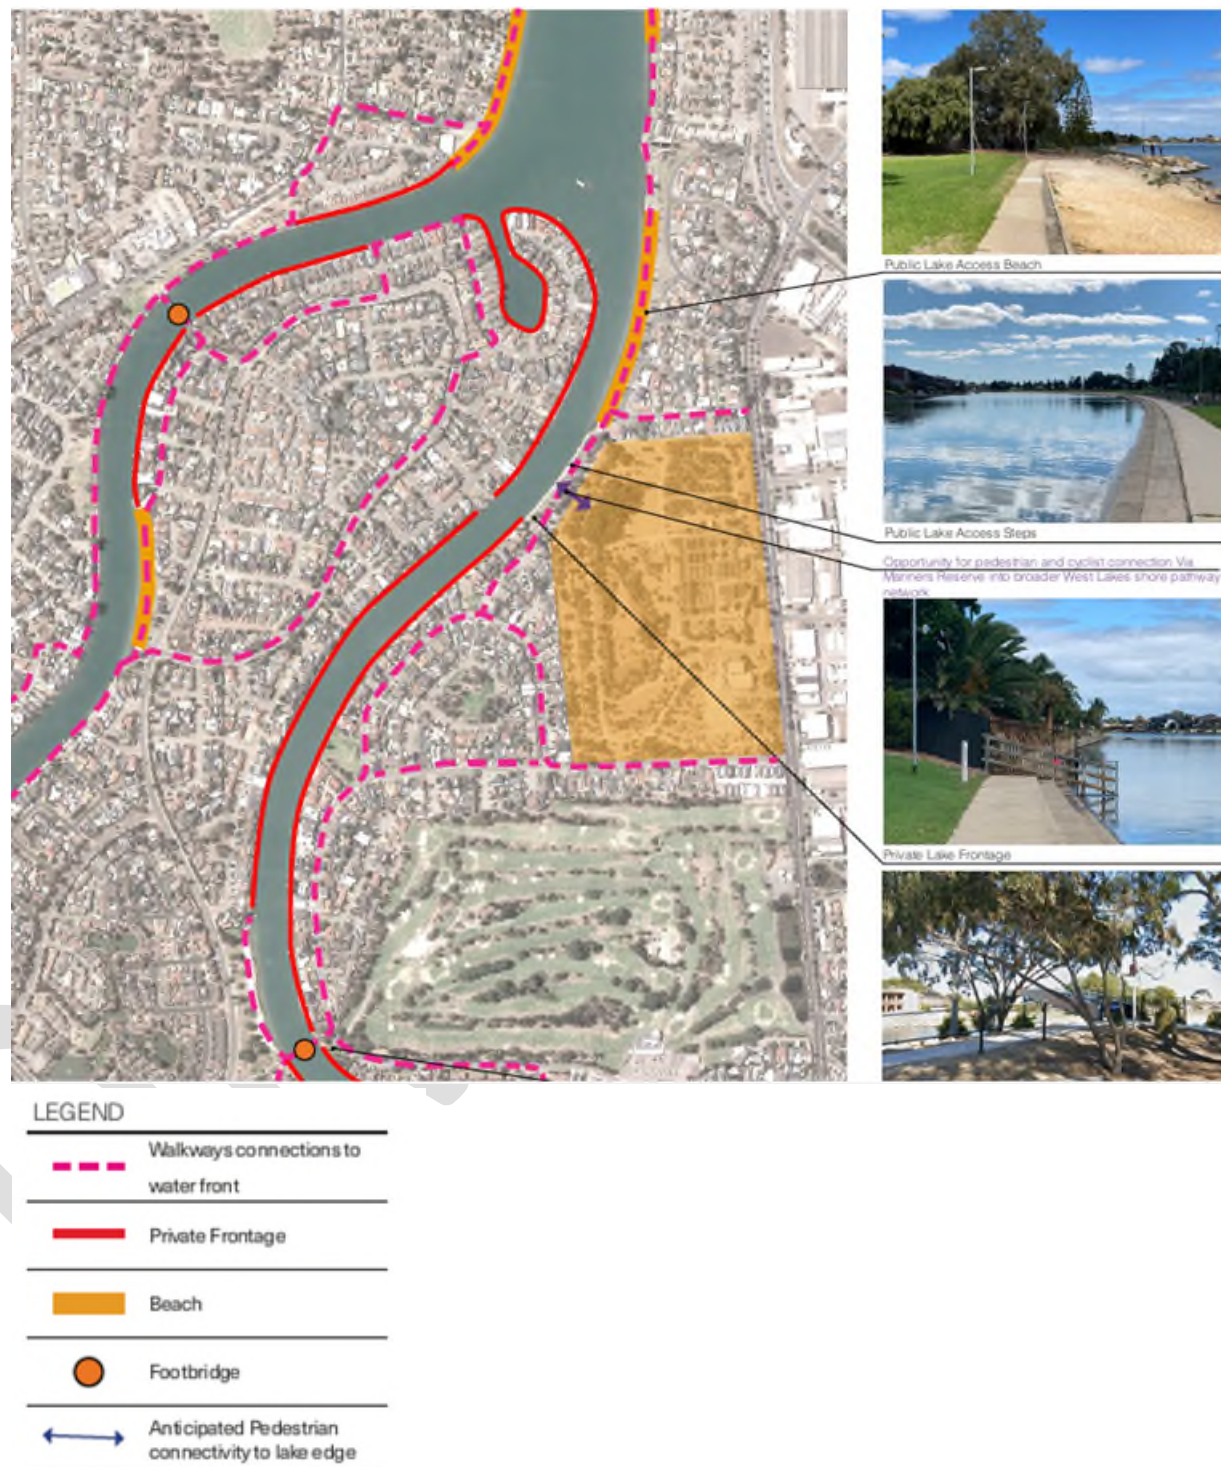 Public Lake Access Beach
Public Lake Access Steps
Opportunity for pedestrian and cyclist connection Via
Mariners Reserve into broader West Lakes shore pathway
network
Private Lake Frontage
LEGEND
Walkways connections to
water front
Private Frontage
Beach
Footbridge
Anticipated Pedestrian
connectivity to lake edge